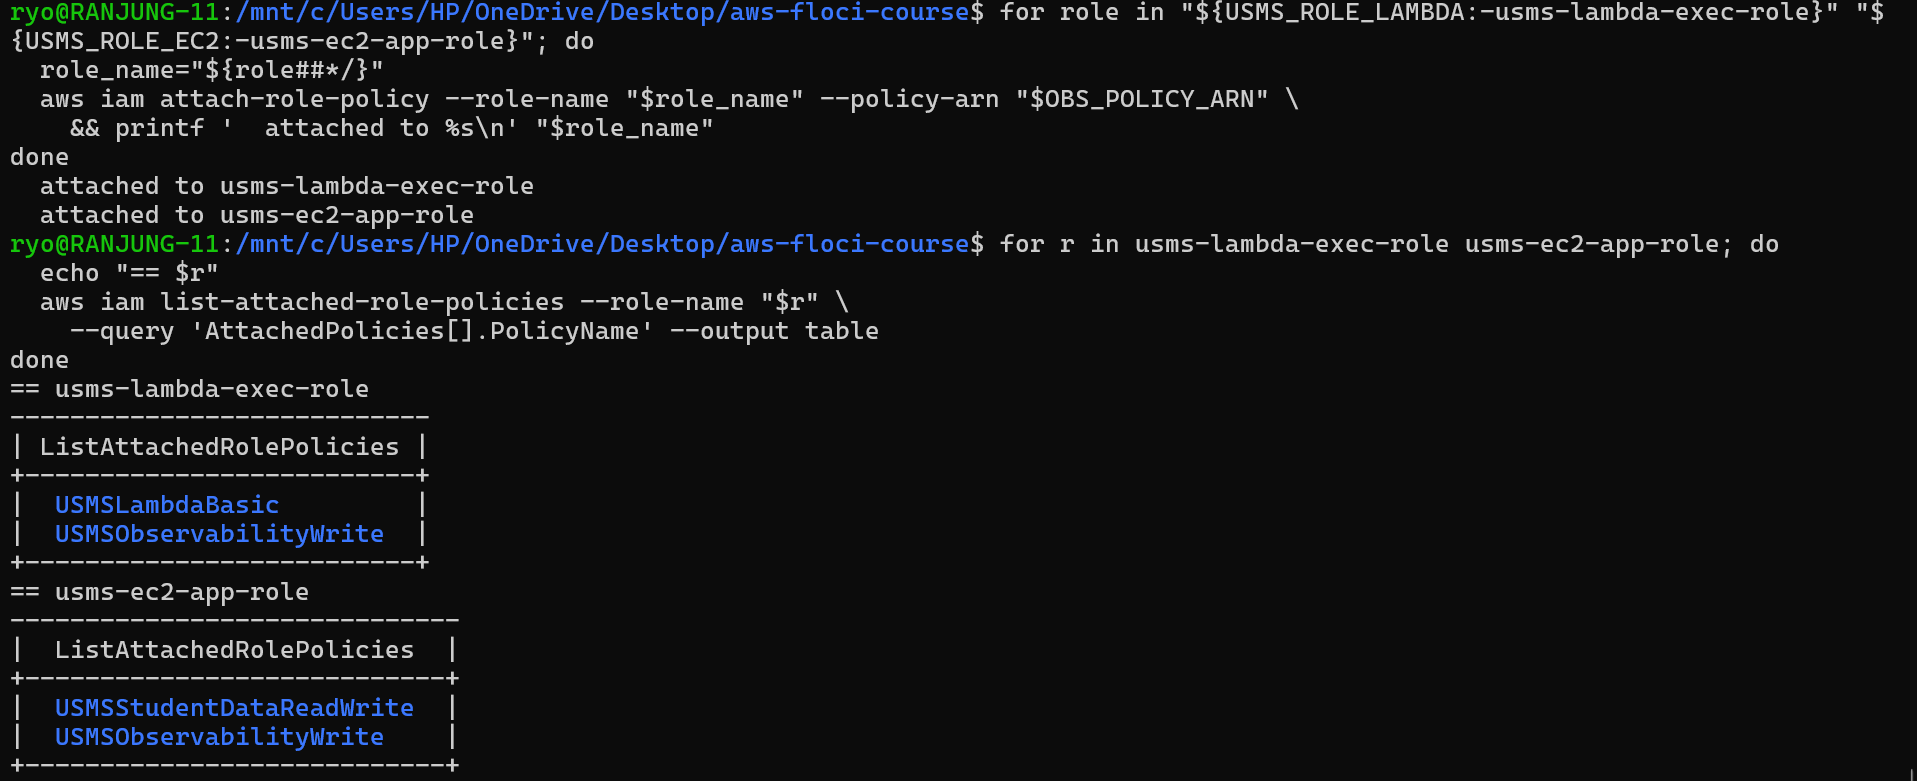 ryo@RANJUNG-11:/mnt/c/Users/HP/OneDrive/Desktop/aws-floci-course$ for role in "${USMS_ROLE_LAMBDA:-usms-lambda-exec-role}" "$
{USMS_ROLE_EC2:-usms-ec2-app-role}"; do
  role_name="${role##*/}"
  aws iam attach-role-policy --role-name "$role_name" --policy-arn "$OBS_POLICY_ARN" \
    && printf '  attached to %s\n' "$role_name"
done
  attached to usms-lambda-exec-role
  attached to usms-ec2-app-role
ryo@RANJUNG-11:/mnt/c/Users/HP/OneDrive/Desktop/aws-floci-course$ for r in usms-lambda-exec-role usms-ec2-app-role; do
  echo "== $r"
  aws iam list-attached-role-policies --role-name "$r" \
    --query 'AttachedPolicies[].PolicyName' --output table
done
== usms-lambda-exec-role
----------------------------
| ListAttachedRolePolicies |
+--------------------------+
|  USMSLambdaBasic         |
|  USMSObservabilityWrite  |
+--------------------------+
== usms-ec2-app-role
------------------------------
|  ListAttachedRolePolicies  |
+----------------------------+
|  USMSStudentDataReadWrite  |
|  USMSObservabilityWrite    |
+----------------------------+